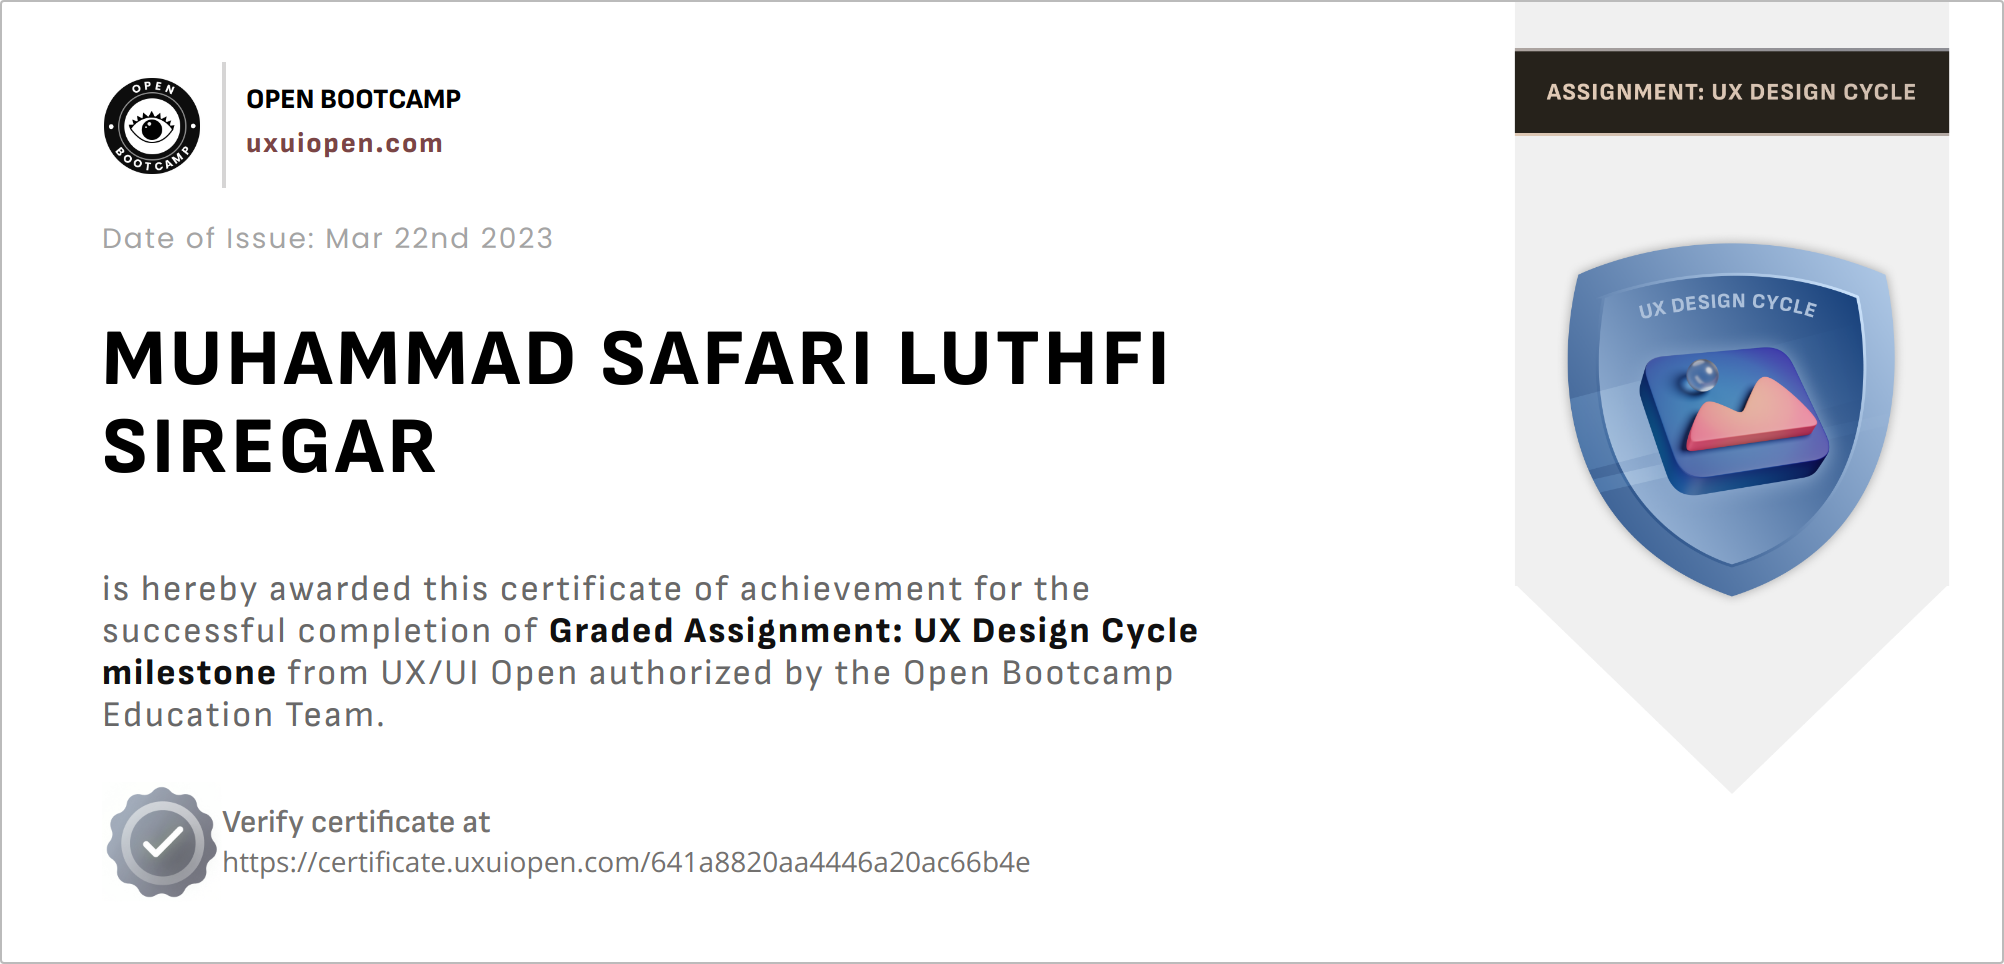 OPEN
BOOTCAMP
OPEN BOOTCAMP
uxuiopen.com
Date of Issue: Mar 22nd 2023
MUHAMMAD SAFARI LUTHFI
SIREGAR
is hereby awarded this certificate of achievement for the
successful completion of Graded Assignment: UX Design Cycle
milestone from UX/UI Open authorized by the Open Bootcamp
Education Team.
Verify certificate at
https://certificate.uxuiopen.com/641a8820aa4446a20ac66b4e
ASSIGNMENT: UX DESIGN CYCLE
UX DESIGN CYCLE